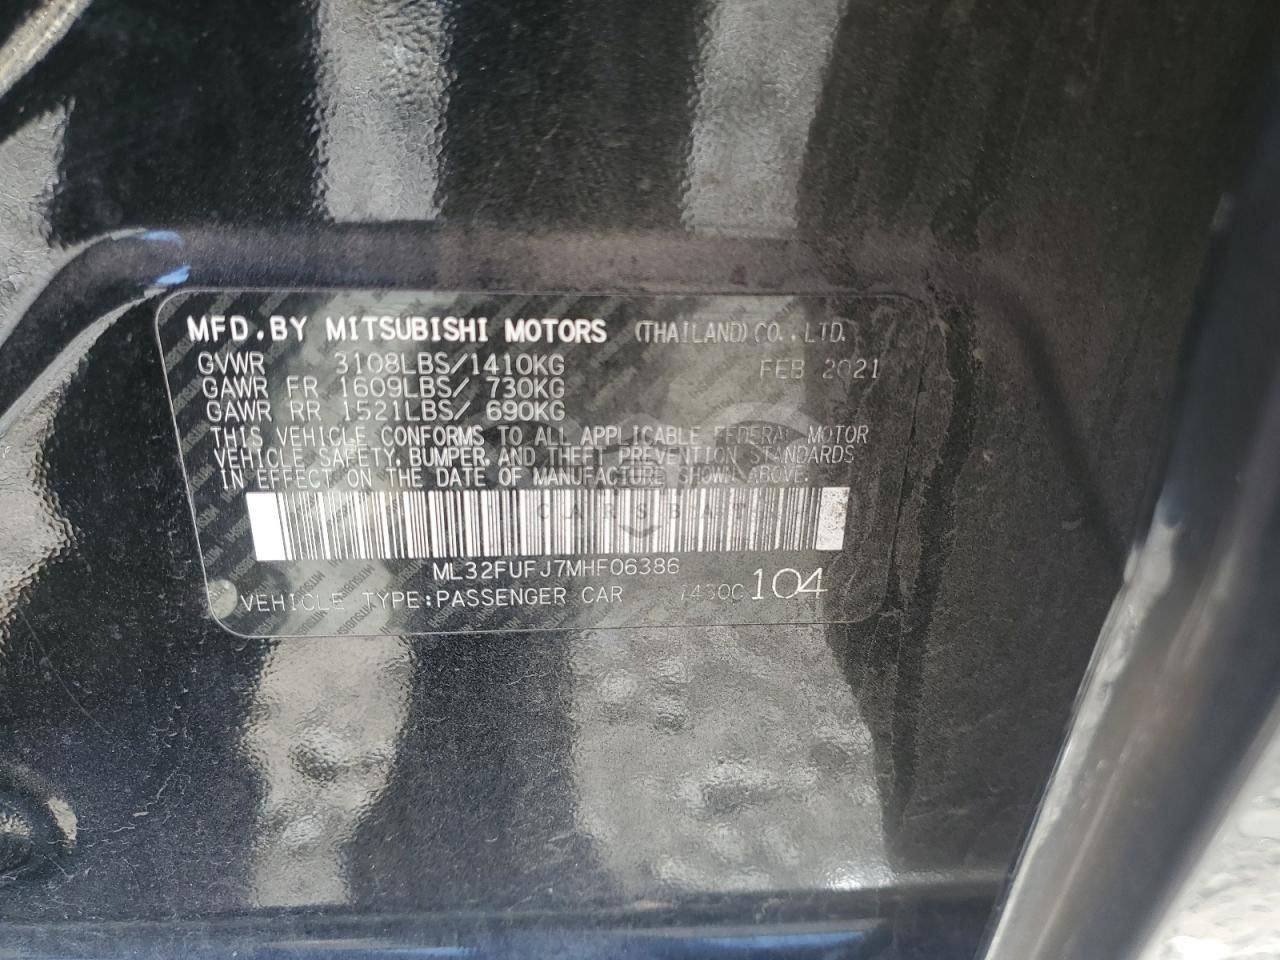 MFD.BY MITSUBISHI MOTORS (THAILAND)CO.,LTD.
GVWR 3108LBS/1410KG FEB 2021
GAWR FR 1609LBS/ 730KG
GAWR RR 1521LBS/ 690KG
THIS VEHICLE CONFORMS TO ALL APPLICABLE FEDERAL MOTOR
VEHICLE SAFETY, BUMPER, AND THEFT PREVENTION STANDARDS
IN EFFECT ON THE DATE OF MANUFACTURE SHOWN ABOVE.
CARSBAT
ML32FUFJ7MHF06386
VEHICLE TYPE:PASSENGER CAR 1430C 104